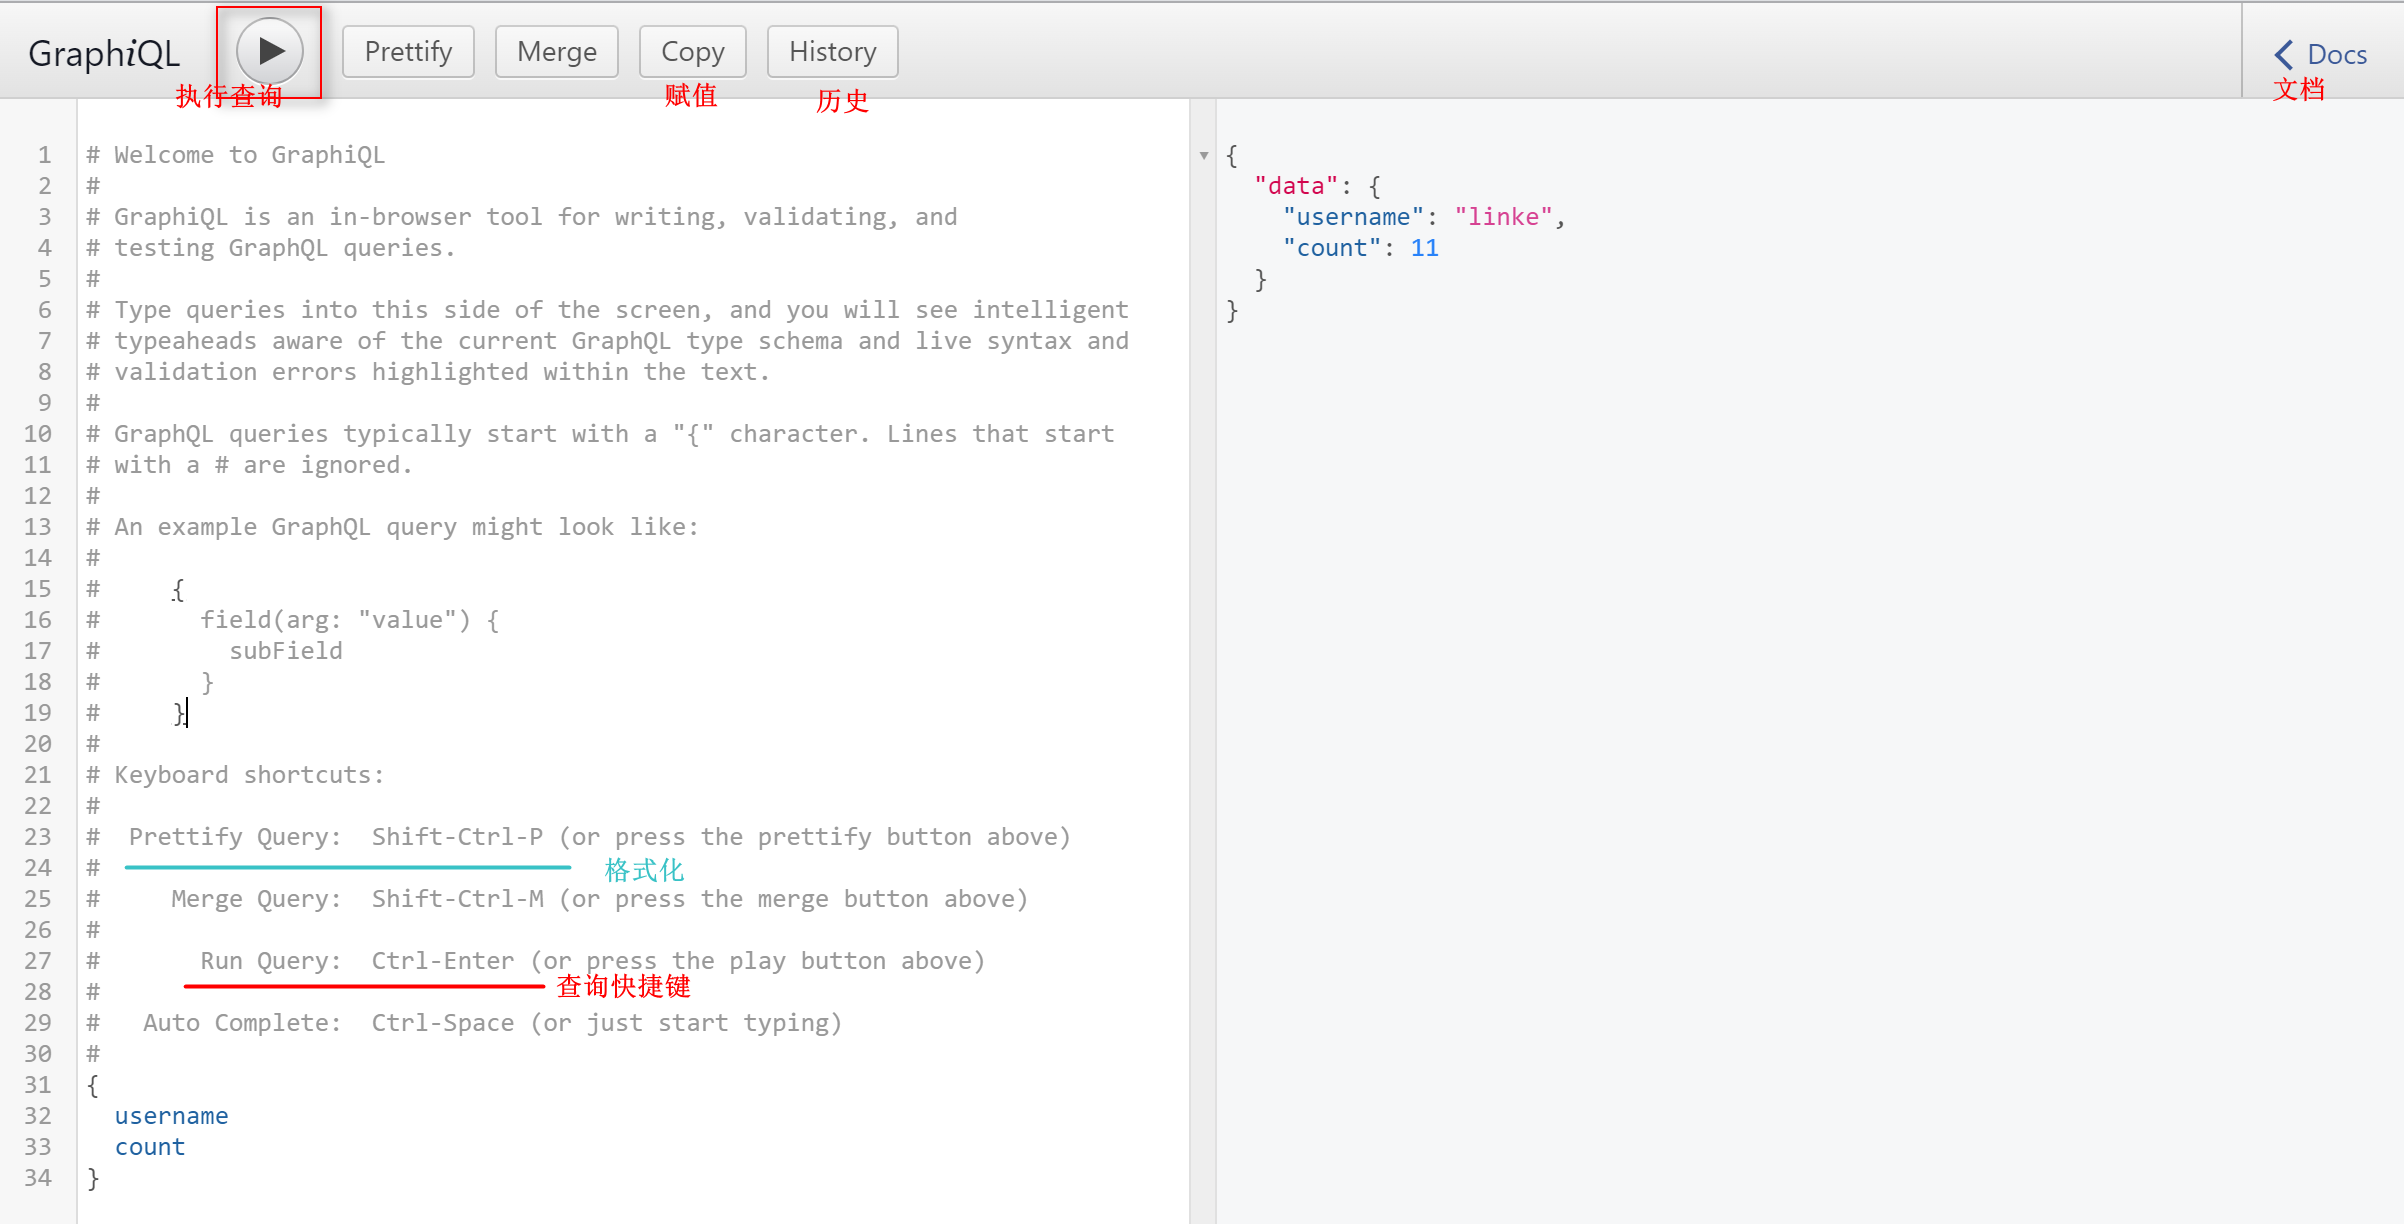 GraphiQL
Prettify
Merge
Copy
History
Docs
执行查询
赋值
历史
文档
1 # Welcome to GraphiQL
2 #
3 # GraphiQL is an in-browser tool for writing, validating, and
4 # testing GraphQL queries.
5 #
6 # Type queries into this side of the screen, and you will see intelligent
7 # typeaheads aware of the current GraphQL type schema and live syntax and
8 # validation errors highlighted within the text.
9 #
10 # GraphQL queries typically start with a "{" character. Lines that start
11 # with a # are ignored.
12 #
13 # An example GraphQL query might look like:
14 #
15 #     {
16 #       field(arg: "value") {
17 #         subField
18 #       }
19 #     }
20 #
21 # Keyboard shortcuts:
22 #
23 #  Prettify Query:  Shift-Ctrl-P (or press the prettify button above)
24 #
格式化
25 #     Merge Query:  Shift-Ctrl-M (or press the merge button above)
26 #
27 #       Run Query:  Ctrl-Enter (or press the play button above)
28 #
查询快捷键
29 #   Auto Complete:  Ctrl-Space (or just start typing)
30 #
31 {
32   username
33   count
34 }
{
  "data": {
    "username": "linke",
    "count": 11
  }
}